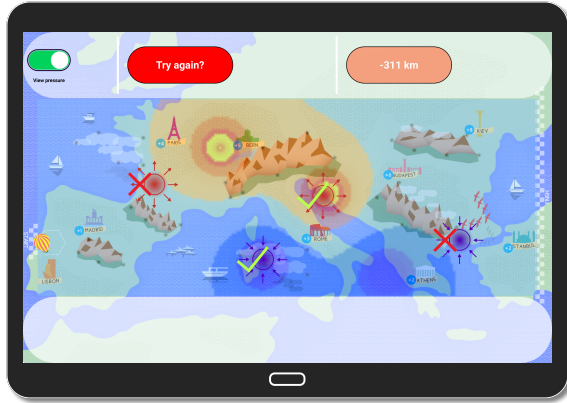 Try again?
-311 km
View pressure
PARIS
BERN
KIEV
BUDAPEST
MADRID
ROME
ISTANBUL
LISBON
ATHENS